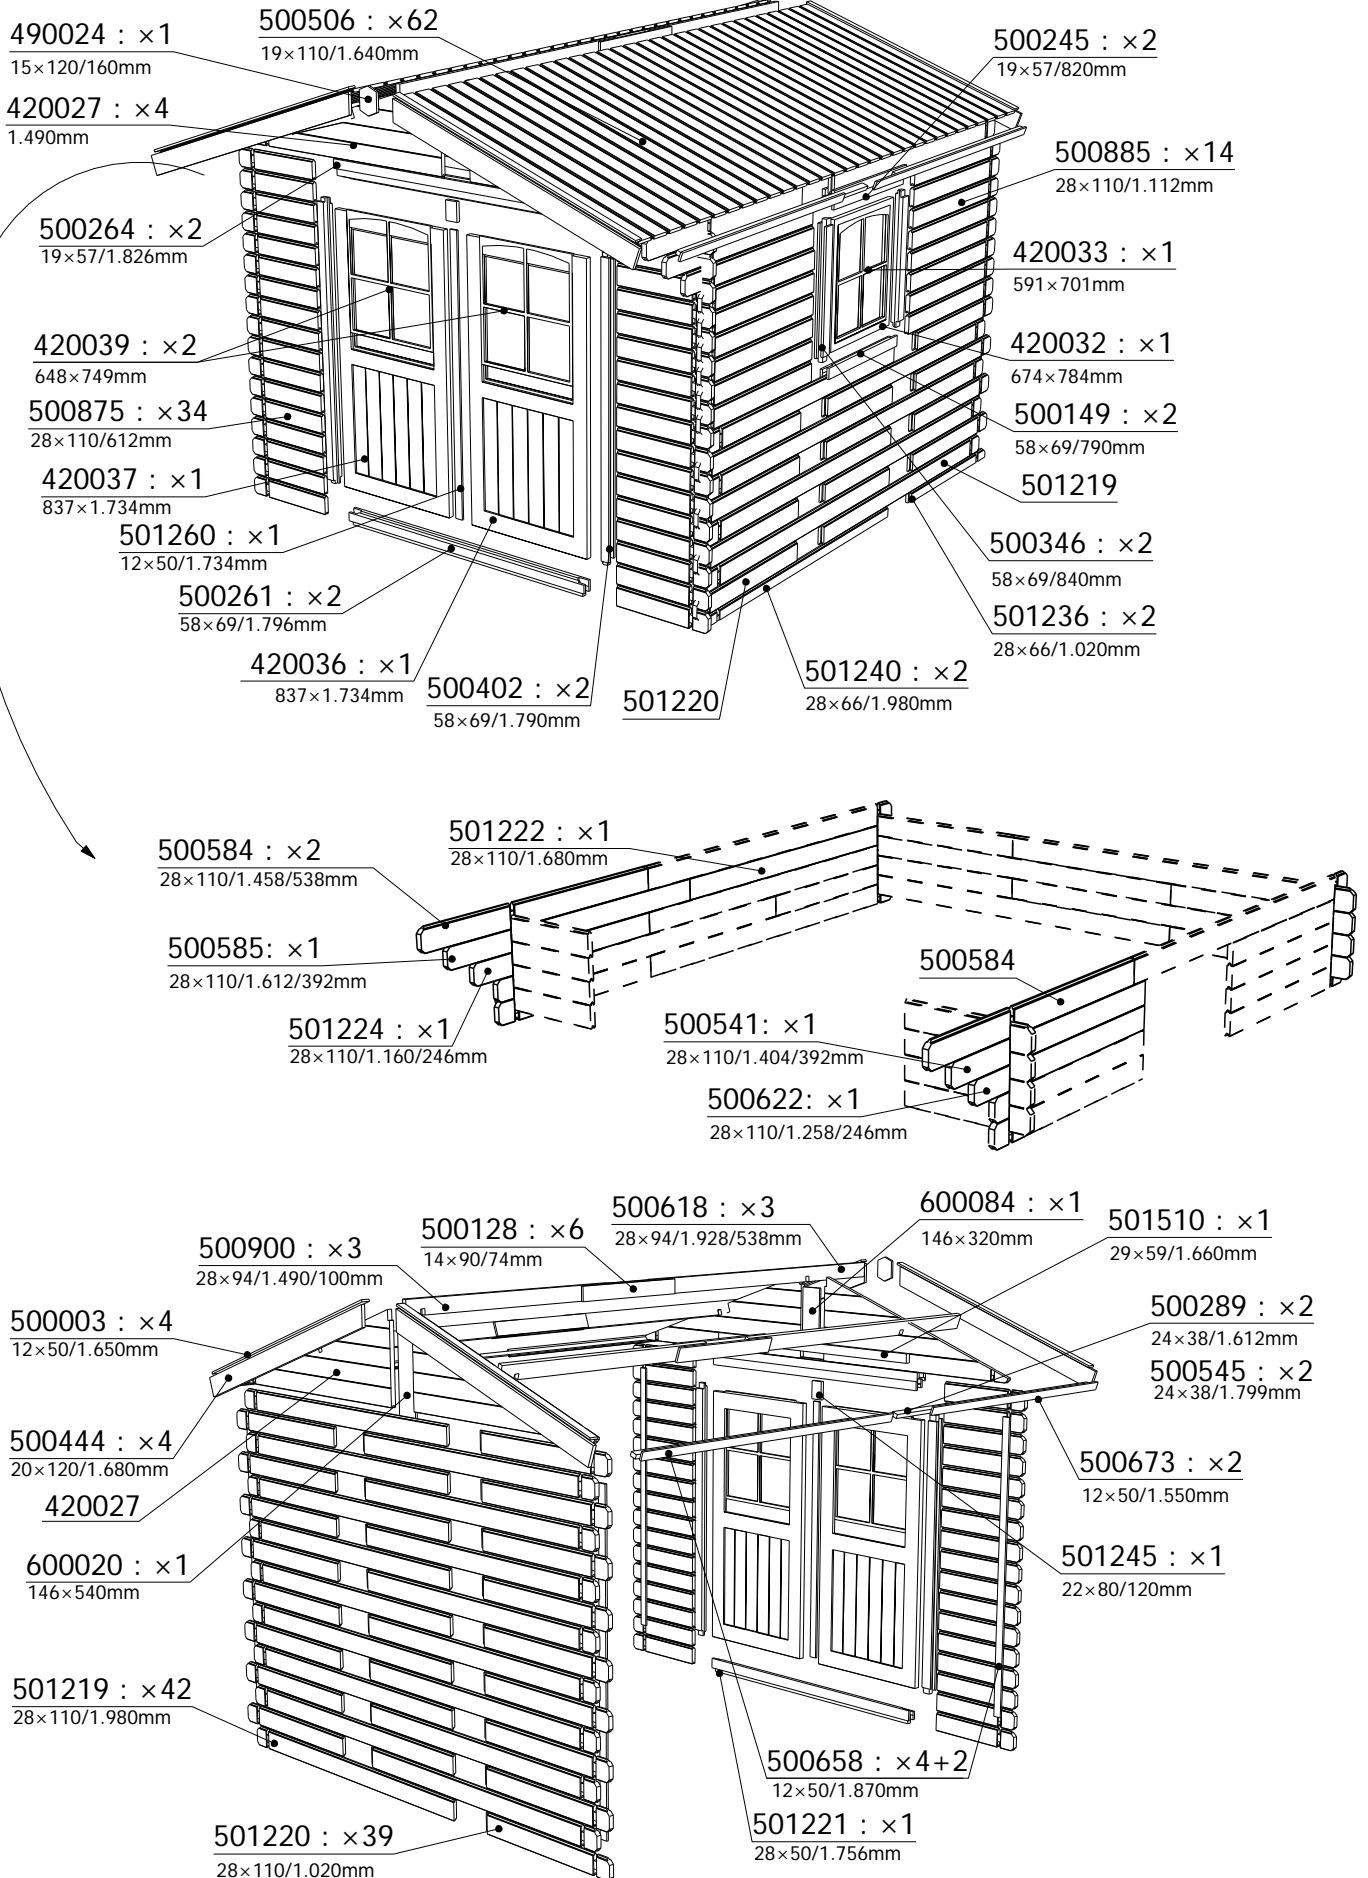 490024 : ×1
15×120/160mm
500506 : ×62
19×110/1.640mm
500245 : ×2
19×57/820mm
420027 : ×4
1.490mm
500885 : ×14
28×110/1.112mm
500264 : ×2
19×57/1.826mm
420033 : ×1
591×701mm
420039 : ×2
648×749mm
420032 : ×1
674×784mm
500875 : ×34
28×110/612mm
500149 : ×2
58×69/790mm
420037 : ×1
837×1.734mm
501219
501260 : ×1
12×50/1.734mm
500346 : ×2
58×69/840mm
500261 : ×2
58×69/1.796mm
501236 : ×2
28×66/1.020mm
420036 : ×1
837×1.734mm
500402 : ×2
58×69/1.790mm
501220
501240 : ×2
28×66/1.980mm
501222 : ×1
28×110/1.680mm
500584 : ×2
28×110/1.458/538mm
500585: ×1
28×110/1.612/392mm
500584
501224 : ×1
28×110/1.160/246mm
500541: ×1
28×110/1.404/392mm
500622: ×1
28×110/1.258/246mm
500618 : ×3
28×94/1.928/538mm
600084 : ×1
146×320mm
500128 : ×6
14×90/74mm
501510 : ×1
29×59/1.660mm
500900 : ×3
28×94/1.490/100mm
500003 : ×4
12×50/1.650mm
500289 : ×2
24×38/1.612mm
500545 : ×2
24×38/1.799mm
500444 : ×4
20×120/1.680mm
500673 : ×2
12×50/1.550mm
420027
600020 : ×1
146×540mm
501245 : ×1
22×80/120mm
501219 : ×42
28×110/1.980mm
500658 : ×4+2
12×50/1.870mm
501220 : ×39
28×110/1.020mm
501221 : ×1
28×50/1.756mm